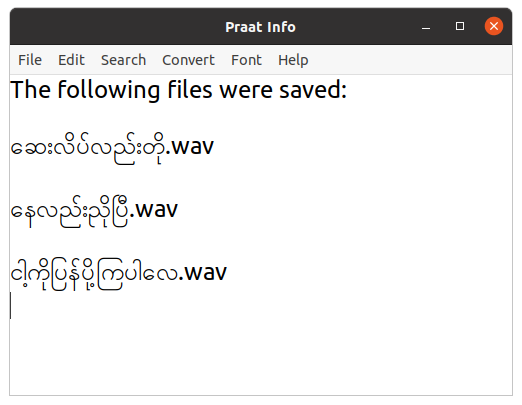 Praat Info
File Edit Search Convert Font Help
The following files were saved:
ဆေးလိပ်လည်းတို.wav
နေလည်းညိုပြီ.wav
ငါ့ကိုပြန်ပို့ကြပါလေ.wav